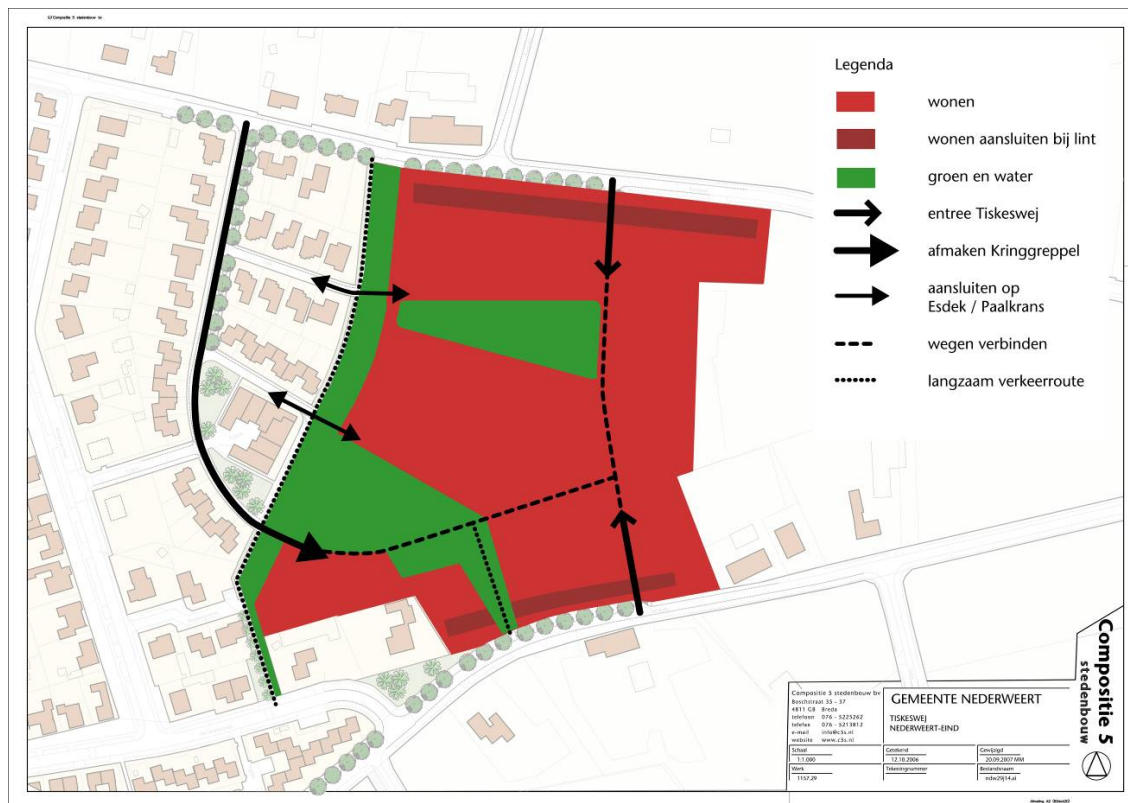 Legenda
wonen
wonen aansluiten bij lint
groen en water
entree Tiskeswej
afmaken Kringgreppel
aansluiten op
Esdek / Paalkrans
wegen verbinden
langzaam verkeerroute
Compositie 5
stedenbouw
Compositie 5 stedenbouw bv
Boschstraat 35 - 37
4811 GB Breda
telefoon 076 - 5225262
telefax 076 - 5213812
e-mail info@c5s.nl
website www.c5s.nl
GEMEENTE NEDERWEERT
TISKESWEJ
NEDERWEERT-EIND
Schaal
1:1.000
Getekend
12.10.2006
Gewijzigd
20.09.2007 MM
Werk
1157.29
Tekeningnummer
Bestandsnaam
ndw29j14.ai